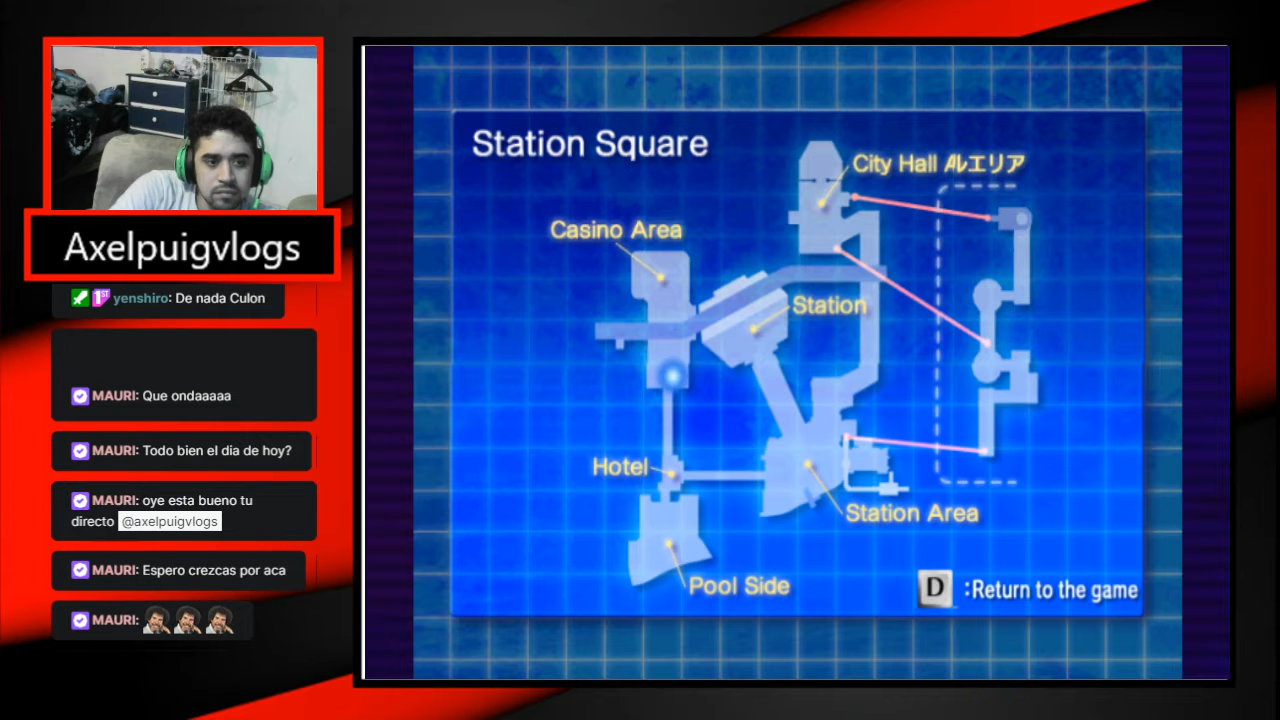 Axelpuigvlogs
1ST yenshiro: De nada Culon
MAURI: Que ondaaaaa
MAURI: Todo bien el dia de hoy?
MAURI: oye esta bueno tu
directo @axelpuigvlogs
MAURI: Espero crezcas por aca
MAURI:
Station Square
City Hall ルエリア
Casino Area
Station
Hotel
Station Area
Pool Side
D :Return to the game